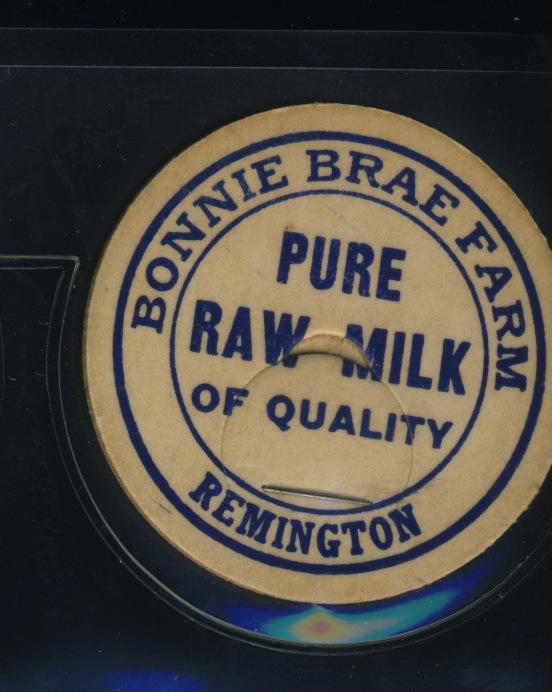 BONNIE BRAE FARM
PURE
RAW MILK
OF QUALITY
REMINGTON